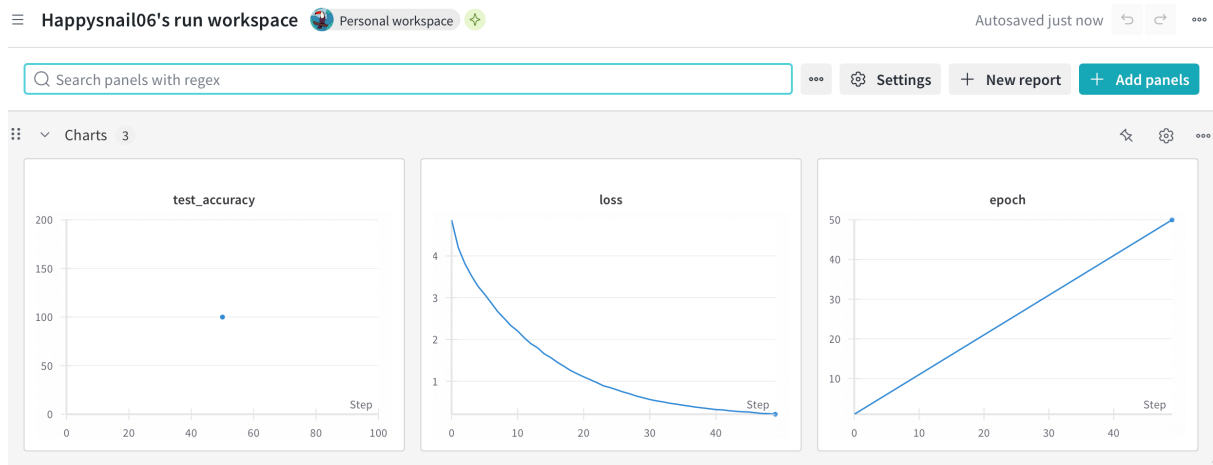 Happysnail06's run workspace Personal workspace Autosaved just now
Search panels with regex Settings New report Add panels
Charts 3
test_accuracy
200
150
100
50
0
Step
0 20 40 60 80 100
loss
4
3
2
1
Step
0 10 20 30 40
epoch
50
40
30
20
10
Step
0 10 20 30 40